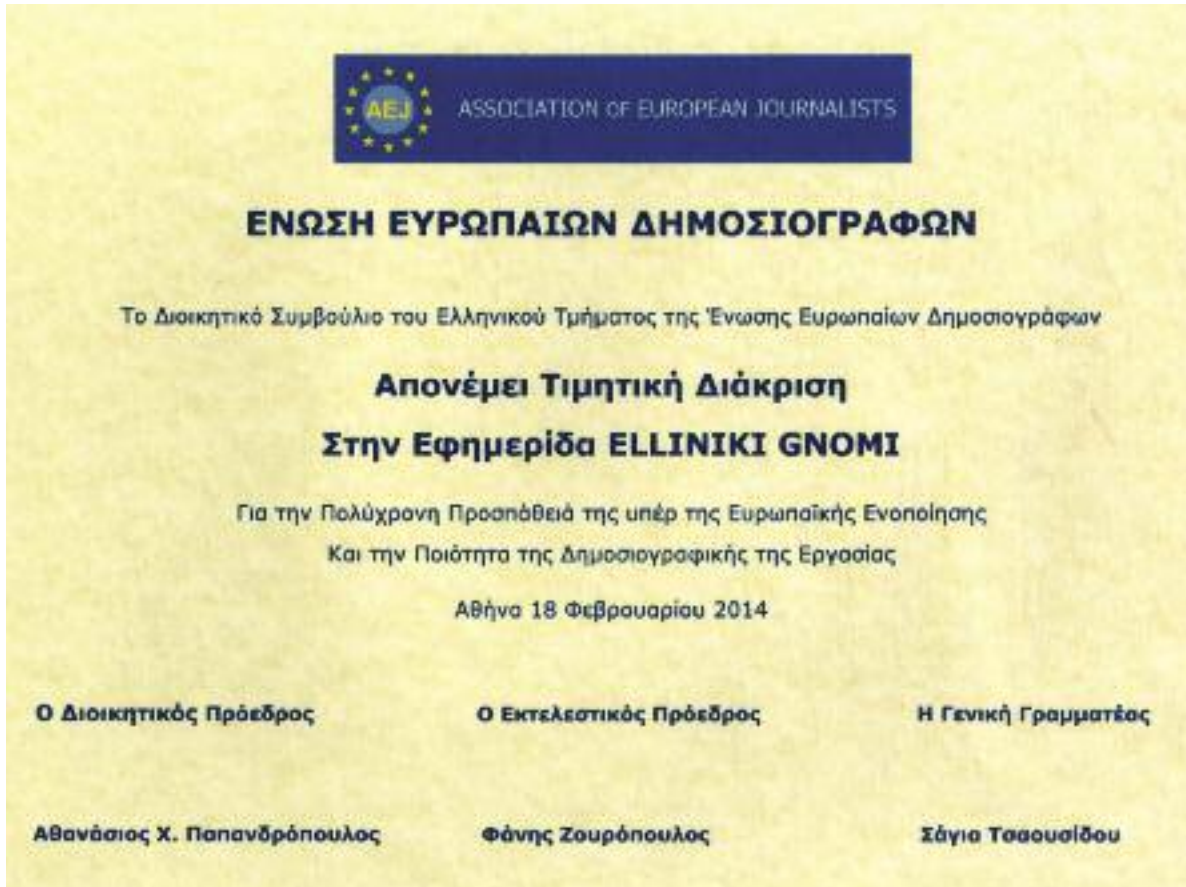 AEJ ASSOCIATION OF EUROPEAN JOURNALISTS
ΕΝΩΣΗ ΕΥΡΩΠΑΙΩΝ ΔΗΜΟΣΙΟΓΡΑΦΩΝ
Το Διοικητικό Συμβούλιο του Ελληνικού Τμήματος της Ένωσης Ευρωπαίων Δημοσιογράφων
Απονέμει Τιμητική Διάκριση
Στην Εφημερίδα ELLINIKI GNOMI
Για την Πολύχρονη Προσπάθειά της υπέρ της Ευρωπαϊκής Ενοποίησης
Και την Ποιότητα της Δημοσιογραφικής της Εργασίας
Αθήνα 18 Φεβρουαρίου 2014
Ο Διοικητικός Πρόεδρος Ο Εκτελεστικός Πρόεδρος Η Γενική Γραμματέας
Αθανάσιος Χ. Παπανδρόπουλος Φάνης Ζουρόπουλος Σάγια Τσαουσίδου